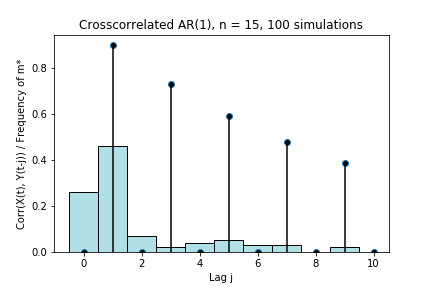 Crosscorrelated AR(1), n = 15, 100 simulations
Corr(X(t), Y(t-j)) / Frequency of m*
0.8
0.6
0.4
0.2
0.0
0 2 4 6 8 10
Lag j